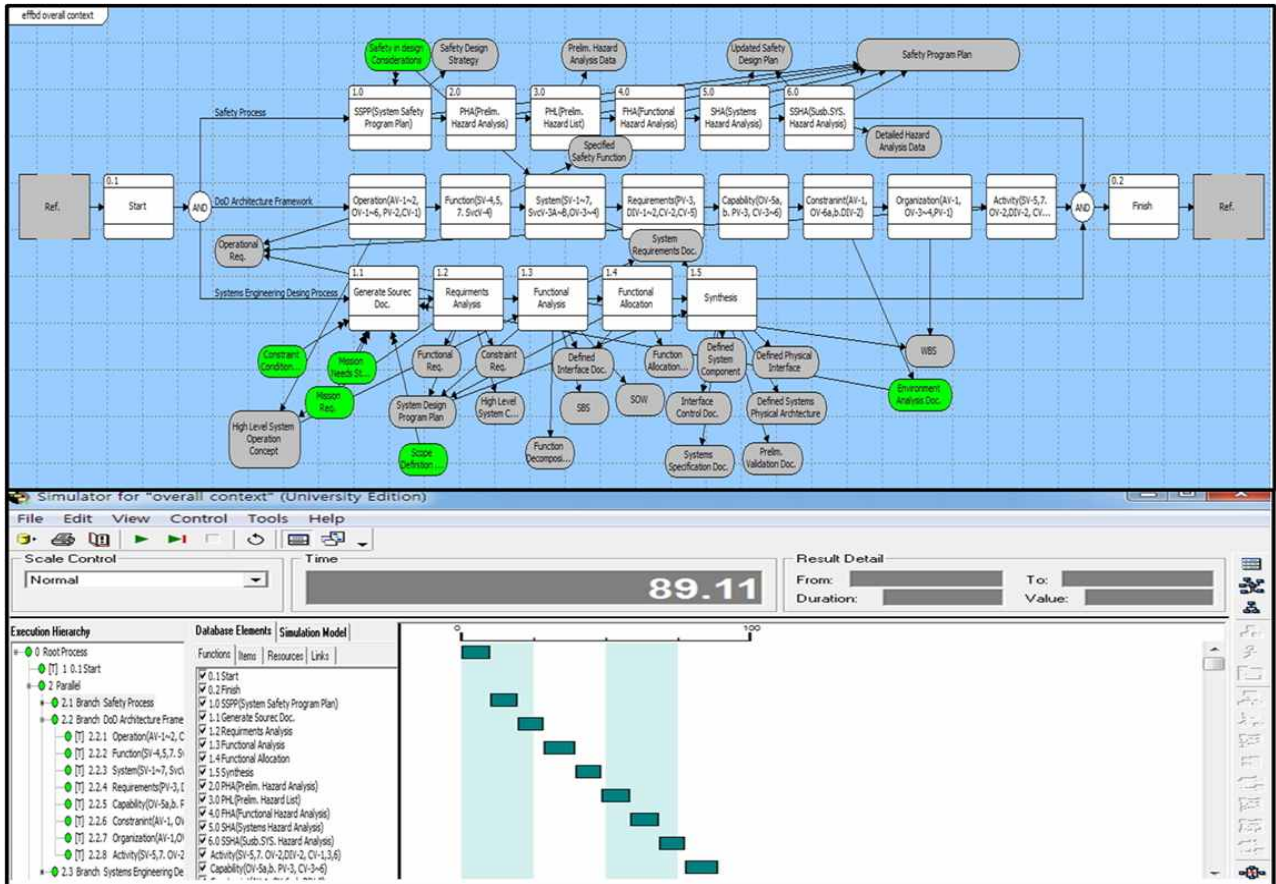 effbd overall context
Safety in design
Considerations
Safety Design
Strategy
Prelim. Hazard
Analysis Data
Updated Safety
Design Plan
Safety Program Plan
Safety Process
1.0
SSPP(System Safety
Program Plan)
2.0
PHA(Prelim.
Hazard Analysis)
3.0
PHL(Prelim.
Hazard List)
4.0
FHA(Functional
Hazard Analysis)
5.0
SHA(Systems
Hazard Analysis)
6.0
SSHA(Susb.SYS.
Hazard Analysis)
Specified
Safety Function
Detailed Hazard
Analysis Data
Ref.
0.1
Start
AND
DoD Architecture Framework
Operation(AV-1~2,
OV-1~6, PV-2,CV-1)
Function(SV-4,5,
7. SvcV-4)
System(SV-1~7,
SvcV-3A~B,OV-3~4)
Requirements(PV-3,
DIV-1~2,CV-2,CV-5)
Capability(OV-5a,
b. PV-3, CV-3~6)
Constranint(AV-1,
OV-6a,b.DIV-2)
Organization(AV-1,
OV-3~4,PV-1)
Activity(SV-5,7.
OV-2,DIV-2, CV...
AND
0.2
Finish
Ref.
Operational
Req.
System
Requirements Doc.
Systems Engineering Desing Process
1.1
Generate Sourec
Doc.
1.2
Requirments
Analysis
1.3
Functional
Analysis
1.4
Functional
Allocation
1.5
Synthesis
Constraint
Condition...
Misson
Needs St...
Functional
Req.
Constraint
Req.
Defined
Interface Doc.
Function
Allocation...
Defined
System
Component
Defined Physical
Interface
WBS
Mission
Req.
System Design
Program Plan
High Level
System C...
SBS
SOW
Interface
Control Doc.
Defined Systems
Physical Archtecture
Environment
Analysis Doc.
High Level System
Operation
Concept
Scope
Definition ...
Function
Decomposi...
Systems
Specification Doc.
Prelim.
Validation Doc.
Simulator for "overall context" (University Edition)
File Edit View Control Tools Help
Scale Control
Normal
Time
89.11
Result Detail
From:
To:
Duration:
Value:
Execution Hierarchy
0 Root Process
[T] 1 0.1 Start
2 Parallel
2.1 Branch Safety Process
2.2 Branch DoD Architecture Frame
[T] 2.2.1 Operation(AV-1~2, C
[T] 2.2.2 Function(SV-4,5,7. Sv
[T] 2.2.3 System(SV-1~7, Svc
[T] 2.2.4 Requirements(PV-3, D
[T] 2.2.5 Capability(OV-5a,b. P
[T] 2.2.6 Constranint(AV-1, OV
[T] 2.2.7 Organization(AV-1,O
[T] 2.2.8 Activity(SV-5,7. OV-2
2.3 Branch Systems Engineering De
Database Elements Simulation Model
Functions Items Resources Links
0.1 Start
0.2 Finish
1.0 SSPP(System Safety Program Plan)
1.1 Generate Sourec Doc.
1.2 Requirments Analysis
1.3 Functional Analysis
1.4 Functional Allocation
1.5 Synthesis
2.0 PHA(Prelim. Hazard Analysis)
3.0 PHL(Prelim. Hazard List)
4.0 FHA(Functional Hazard Analysis)
5.0 SHA(Systems Hazard Analysis)
6.0 SSHA(Susb.SYS. Hazard Analysis)
Activity(SV-5,7. OV-2,DIV-2, CV-1,3,6)
Capability(OV-5a,b. PV-3, CV-3~6)
0
100